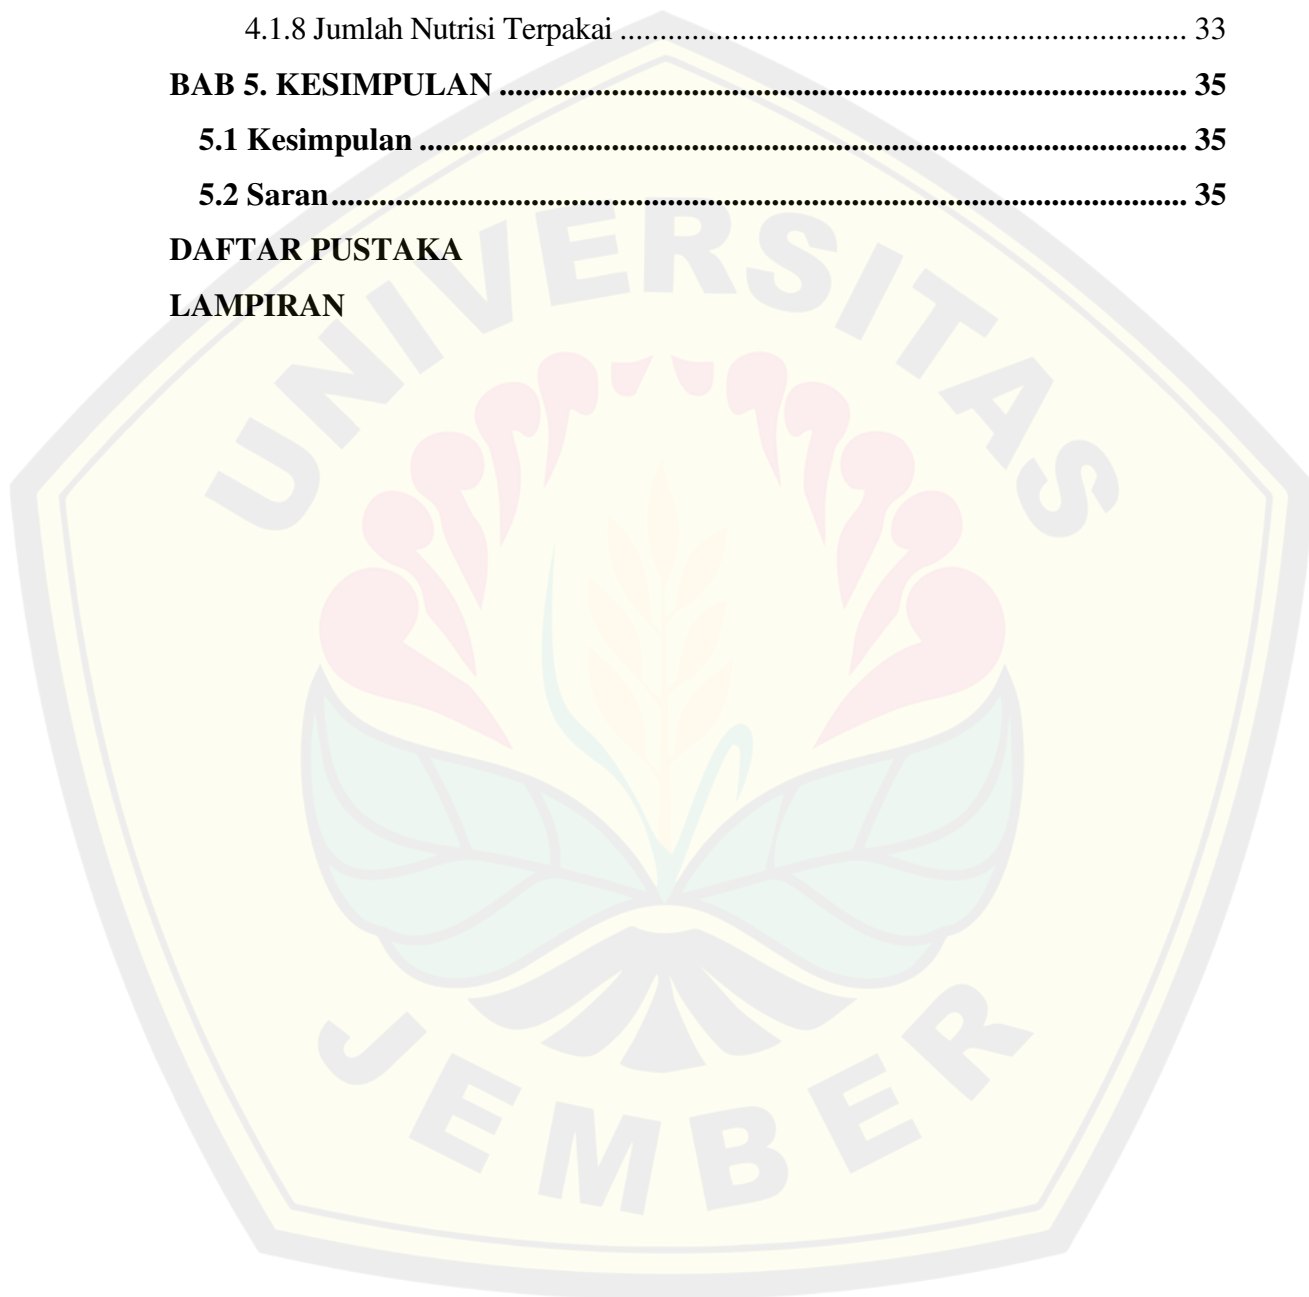 4.1.8 Jumlah Nutrisi Terpakai ....................................................................... 33
BAB 5. KESIMPULAN ...................................................................................... 35
5.1 Kesimpulan ................................................................................................ 35
5.2 Saran........................................................................................................... 35
DAFTAR PUSTAKA
LAMPIRAN
UNIVERSITAS
JEMBER